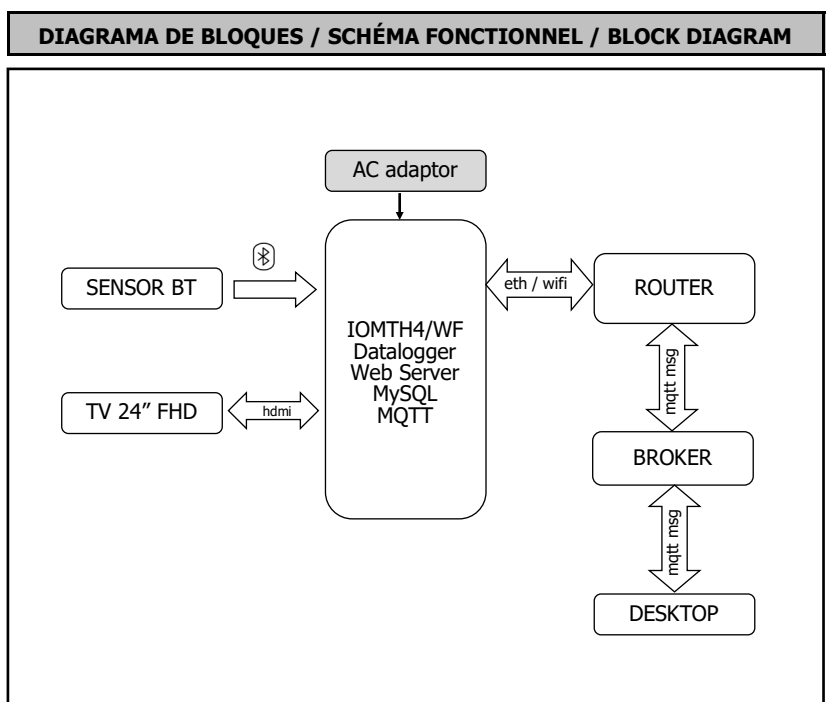 DIAGRAMA DE BLOQUES / SCHÉMA FONCTIONNEL / BLOCK DIAGRAM
AC adaptor
SENSOR BT
IOMTH4/WF
Datalogger
Web Server
MySQL
MQTT
eth / wifi
ROUTER
TV 24” FHD
hdmi
mqtt msg
BROKER
mqtt msg
DESKTOP